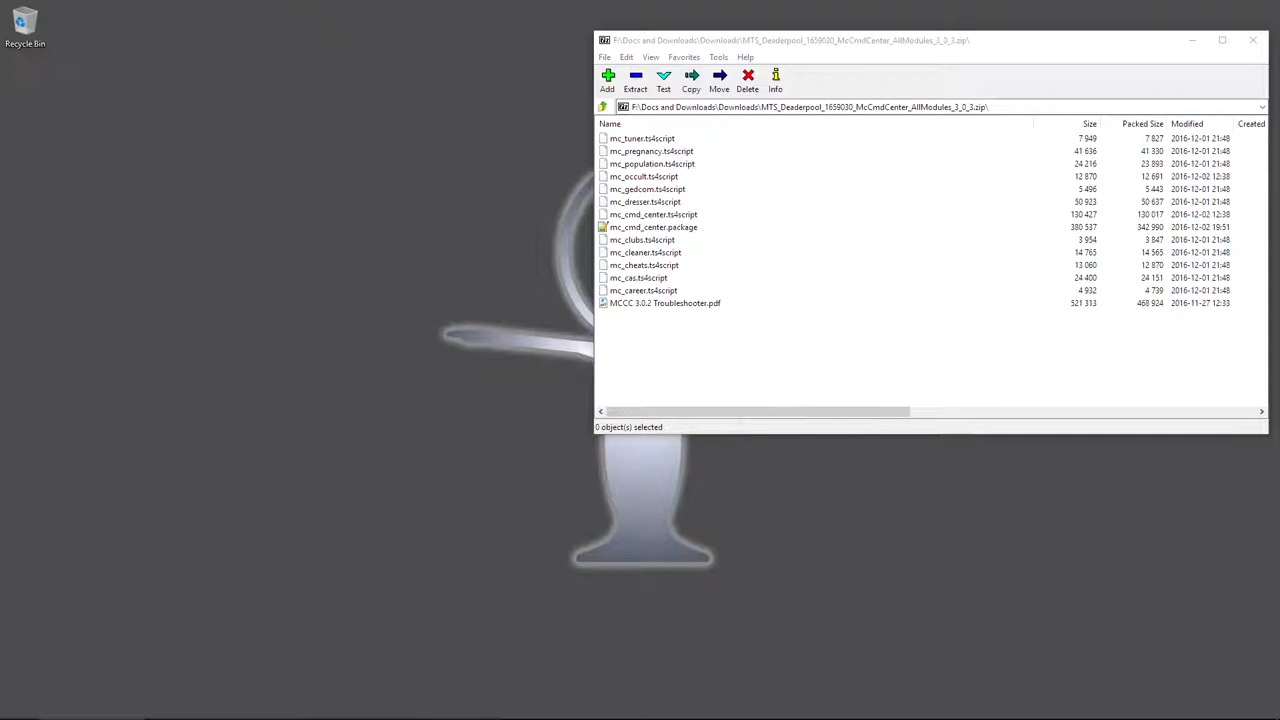 Recycle Bin
F:\Docs and Downloads\Downloads\MTS_Deaderpool_1659030_McCmdCenter_AllModules_3_0_3.zip\
File Edit View Favorites Tools Help
Add Extract Test Copy Move Delete Info
F:\Docs and Downloads\Downloads\MTS_Deaderpool_1659030_McCmdCenter_AllModules_3_0_3.zip\
Name Size Packed Size Modified Created
mc_tuner.ts4script 7 949 7 827 2016-12-01 21:48
mc_pregnancy.ts4script 41 636 41 330 2016-12-01 21:48
mc_population.ts4script 24 216 23 893 2016-12-01 21:48
mc_occult.ts4script 12 870 12 691 2016-12-02 12:38
mc_gedcom.ts4script 5 496 5 443 2016-12-01 21:48
mc_dresser.ts4script 50 923 50 637 2016-12-01 21:48
mc_cmd_center.ts4script 130 427 130 017 2016-12-02 12:38
mc_cmd_center.package 380 537 342 990 2016-12-02 19:51
mc_clubs.ts4script 3 954 3 847 2016-12-01 21:48
mc_cleaner.ts4script 14 765 14 565 2016-12-01 21:48
mc_cheats.ts4script 13 060 12 870 2016-12-01 21:48
mc_cas.ts4script 24 400 24 151 2016-12-01 21:48
mc_career.ts4script 4 932 4 739 2016-12-01 21:48
MCCC 3.0.2 Troubleshooter.pdf 521 313 468 924 2016-11-27 12:33
0 object(s) selected